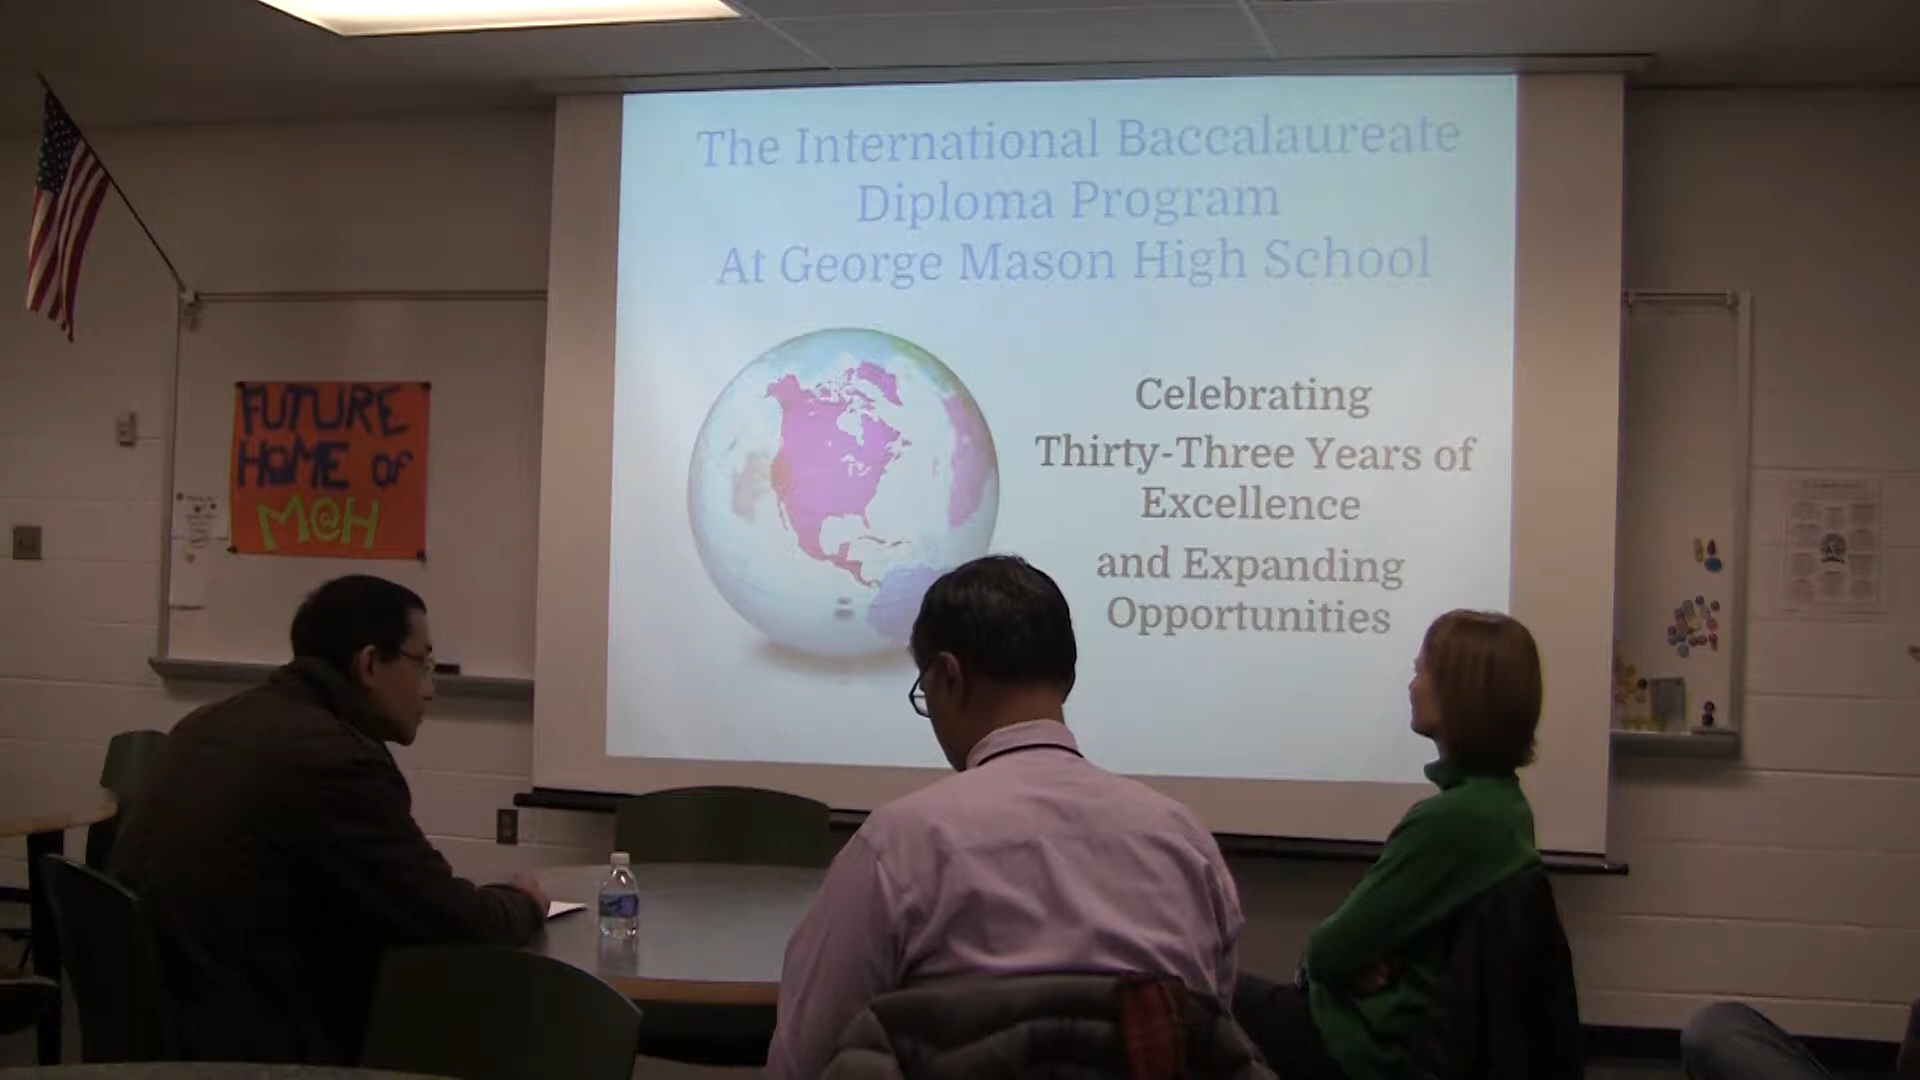 The International Baccalaureate
Diploma Program
At George Mason High School
Celebrating
Thirty-Three Years of
Excellence
and Expanding
Opportunities
FUTURE
HOME OF
M@H